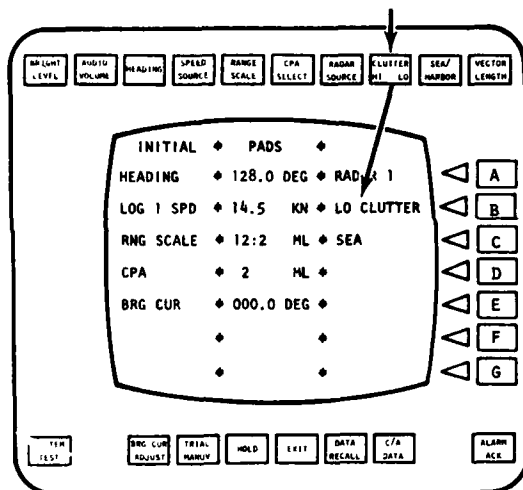 BRIGHT LEVEL
AUDIO VOLUME
HEADING
SPEED SOURCE
RANGE SCALE
CPA SELECT
RADAR SOURCE
CLUTTER HI LO
SEA/ HARBOR
VECTOR LENGTH
INITIAL ◆ PADS ◆
HEADING ◆ 128.0 DEG ◆ RADAR 1
LOG 1 SPD ◆ 14.5 KN ◆ LO CLUTTER
RNG SCALE ◆ 12:2 ML ◆ SEA
CPA ◆ 2 ML ◆
BRG CUR ◆ 000.0 DEG ◆
A
B
C
D
E
F
G
TEST
BRG CUR ADJUST
TRIAL MANUV
HOLD
EXIT
DATA RECALL
C/A DATA
ALARM ACK